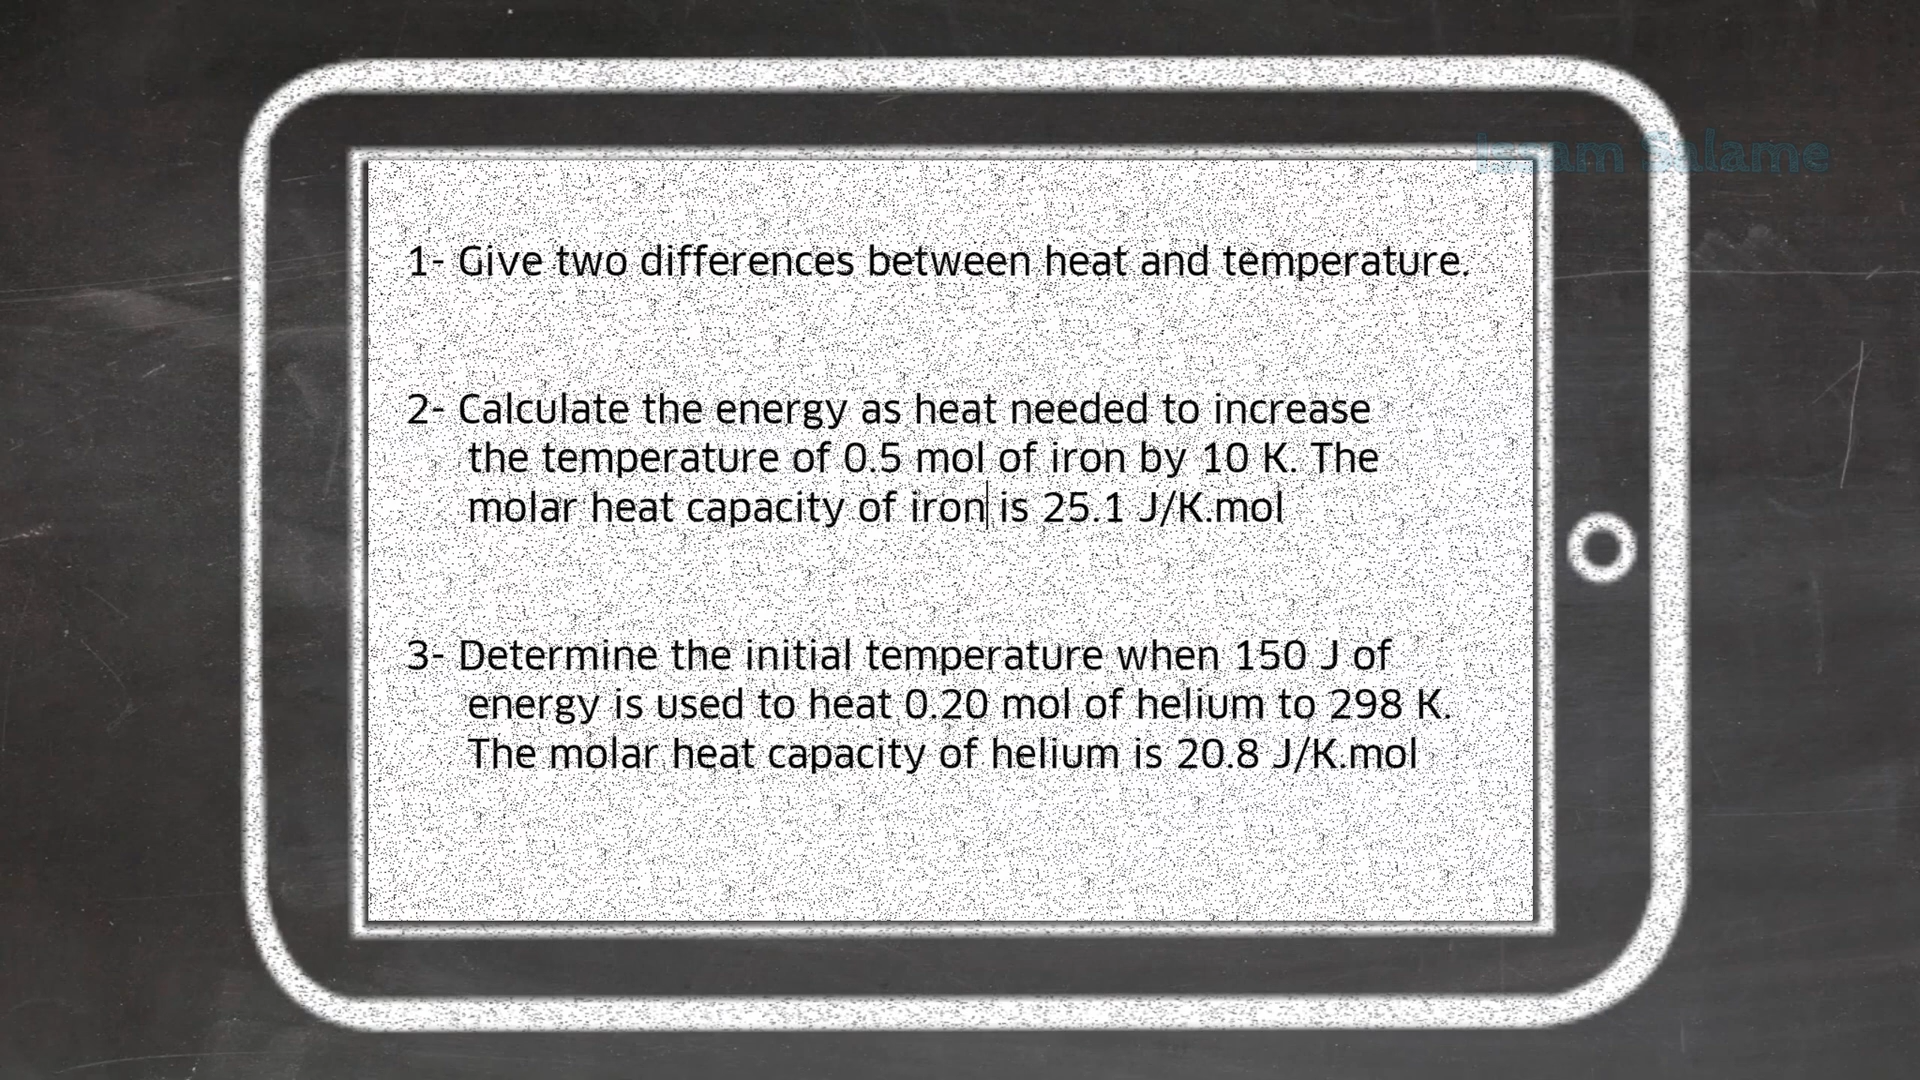 Issam Salame
1- Give two differences between heat and temperature.
2- Calculate the energy as heat needed to increase
the temperature of 0.5 mol of iron by 10 K. The
molar heat capacity of iron is 25.1 J/K.mol
3- Determine the initial temperature when 150 J of
energy is used to heat 0.20 mol of helium to 298 K.
The molar heat capacity of helium is 20.8 J/K.mol